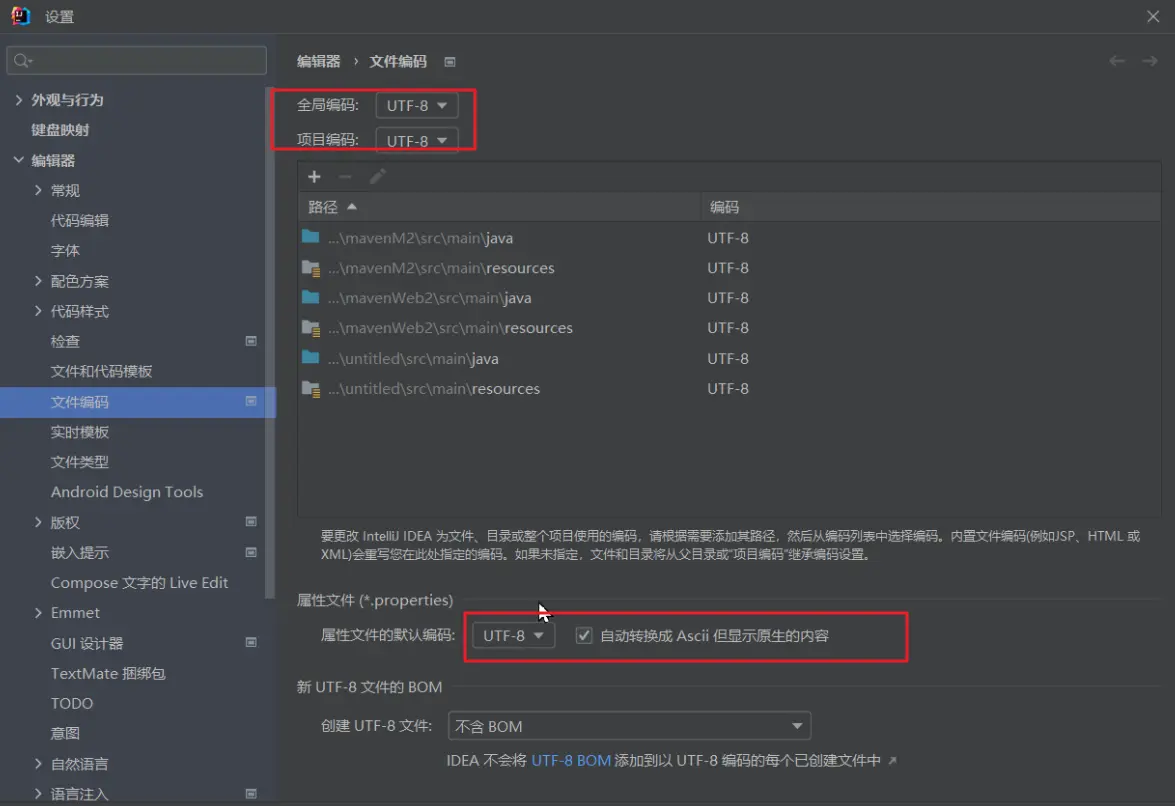 设置
编辑器 › 文件编码
全局编码: UTF-8
项目编码: UTF-8
外观与行为
键盘映射
编辑器
常规
代码编辑
字体
配色方案
代码样式
检查
文件和代码模板
文件编码
实时模板
文件类型
Android Design Tools
版权
嵌入提示
Compose 文字的 Live Edit
Emmet
GUI 设计器
TextMate 捆绑包
TODO
意图
自然语言
语言注入
路径 编码
...\mavenM2\src\main\java UTF-8
...\mavenM2\src\main\resources UTF-8
...\mavenWeb2\src\main\java UTF-8
...\mavenWeb2\src\main\resources UTF-8
...\untitled\src\main\java UTF-8
...\untitled\src\main\resources UTF-8
要更改 IntelliJ IDEA 为文件、目录或整个项目使用的编码，请根据需要添加其路径，然后从编码列表中选择编码。内置文件编码(例如JSP、HTML 或
XML)会重写您在此处指定的编码。如果未指定，文件和目录将从父目录或"项目编码"继承编码设置。
属性文件 (*.properties)
属性文件的默认编码: UTF-8 自动转换成 Ascii 但显示原生的内容
新 UTF-8 文件的 BOM
创建 UTF-8 文件: 不含 BOM
IDEA 不会将 UTF-8 BOM 添加到以 UTF-8 编码的每个已创建文件中 ↗